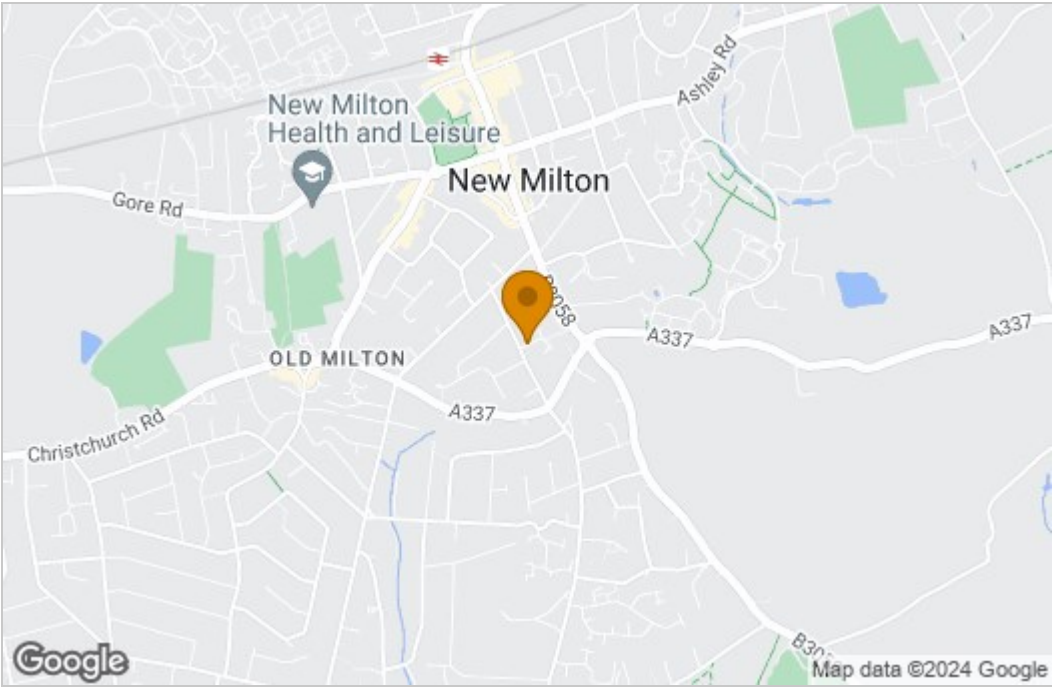 Ashley Rd
New Milton
Health and Leisure
New Milton
Gore Rd
B3058
A337
A337
OLD MILTON
A337
Christchurch Rd
Google
Map data ©2024 Google